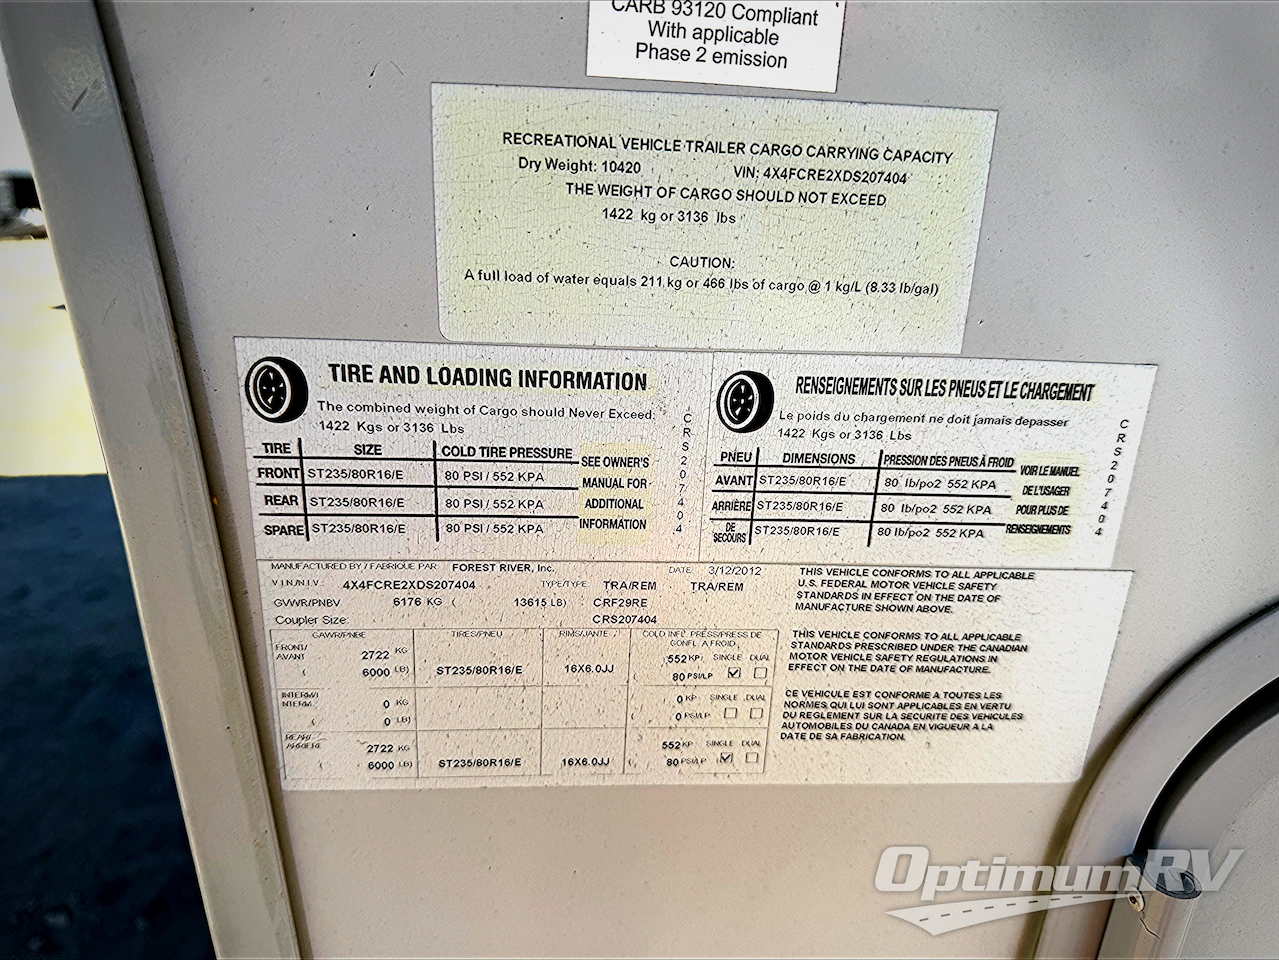 CARB 93120 Compliant
With applicable
Phase 2 emission
RECREATIONAL VEHICLE TRAILER CARGO CARRYING CAPACITY
Dry Weight: 10420 VIN: 4X4FCRE2XDS207404
THE WEIGHT OF CARGO SHOULD NOT EXCEED
1422 kg or 3136 lbs
CAUTION:
A full load of water equals 211 kg or 466 lbs of cargo @ 1 kg/L (8.33 lb/gal)
TIRE AND LOADING INFORMATION
The combined weight of Cargo should Never Exceed:
1422 Kgs or 3136 Lbs
TIRE SIZE COLD TIRE PRESSURE
FRONT ST235/80R16/E 80 PSI / 552 KPA
REAR ST235/80R16/E 80 PSI / 552 KPA
SPARE ST235/80R16/E 80 PSI / 552 KPA
SEE OWNER'S
MANUAL FOR
ADDITIONAL
INFORMATION
CRS207404
RENSEIGNEMENTS SUR LES PNEUS ET LE CHARGEMENT
Le poids du chargement ne doit jamais depasser
1422 Kgs or 3136 Lbs
PNEU DIMENSIONS PRESSION DES PNEUS À FROID
AVANT ST235/80R16/E 80 lb/po2 552 KPA
ARRIÈRE ST235/80R16/E 80 lb/po2 552 KPA
DE SECOURS ST235/80R16/E 80 lb/po2 552 KPA
VOIR LE MANUEL
DE L'USAGER
POUR PLUS DE
RENSEIGNEMENTS
CRS207404
MANUFACTURED BY / FABRIQUE PAR FOREST RIVER, Inc. DATE 3/12/2012
V.I.N/N.I.V. 4X4FCRE2XDS207404 TYPE/TYPE TRA/REM TRA/REM
GVWR/PNBV 6176 KG ( 13615 LB) CRF29RE
Coupler Size: CRS207404
GAWR/PNBE TIRES/PNEU RIMS/JANTE COLD INFL. PRESS/PRESS DE
GONFL. A FROID
FRONT/
AVANT 2722 KG ST235/80R16/E 16X6.0JJ 552 KP/ SINGLE DUAL
( 6000 LB) ( 80 PSI/LP
INTERM/
INTERM. 0 KG 0 KP SINGLE DUAL
( 0 LB) ( 0 PSI/LP
REAR/
ARRIERE 2722 KG ST235/80R16/E 16X6.0JJ 552 KP SINGLE DUAL
( 6000 LB) ( 80 PSI/LP
THIS VEHICLE CONFORMS TO ALL APPLICABLE
U.S. FEDERAL MOTOR VEHICLE SAFETY
STANDARDS IN EFFECT ON THE DATE OF
MANUFACTURE SHOWN ABOVE.
THIS VEHICLE CONFORMS TO ALL APPLICABLE
STANDARDS PRESCRIBED UNDER THE CANADIAN
MOTOR VEHICLE SAFETY REGULATIONS IN
EFFECT ON THE DATE OF MANUFACTURE.
CE VEHICULE EST CONFORME A TOUTES LES
NORMES QUI LUI SONT APPLICABLES EN VERTU
DU REGLEMENT SUR LA SECURITE DES VEHICULES
AUTOMOBILES DU CANADA EN VIGUEUR A LA
DATE DE SA FABRICATION.
OptimumRV